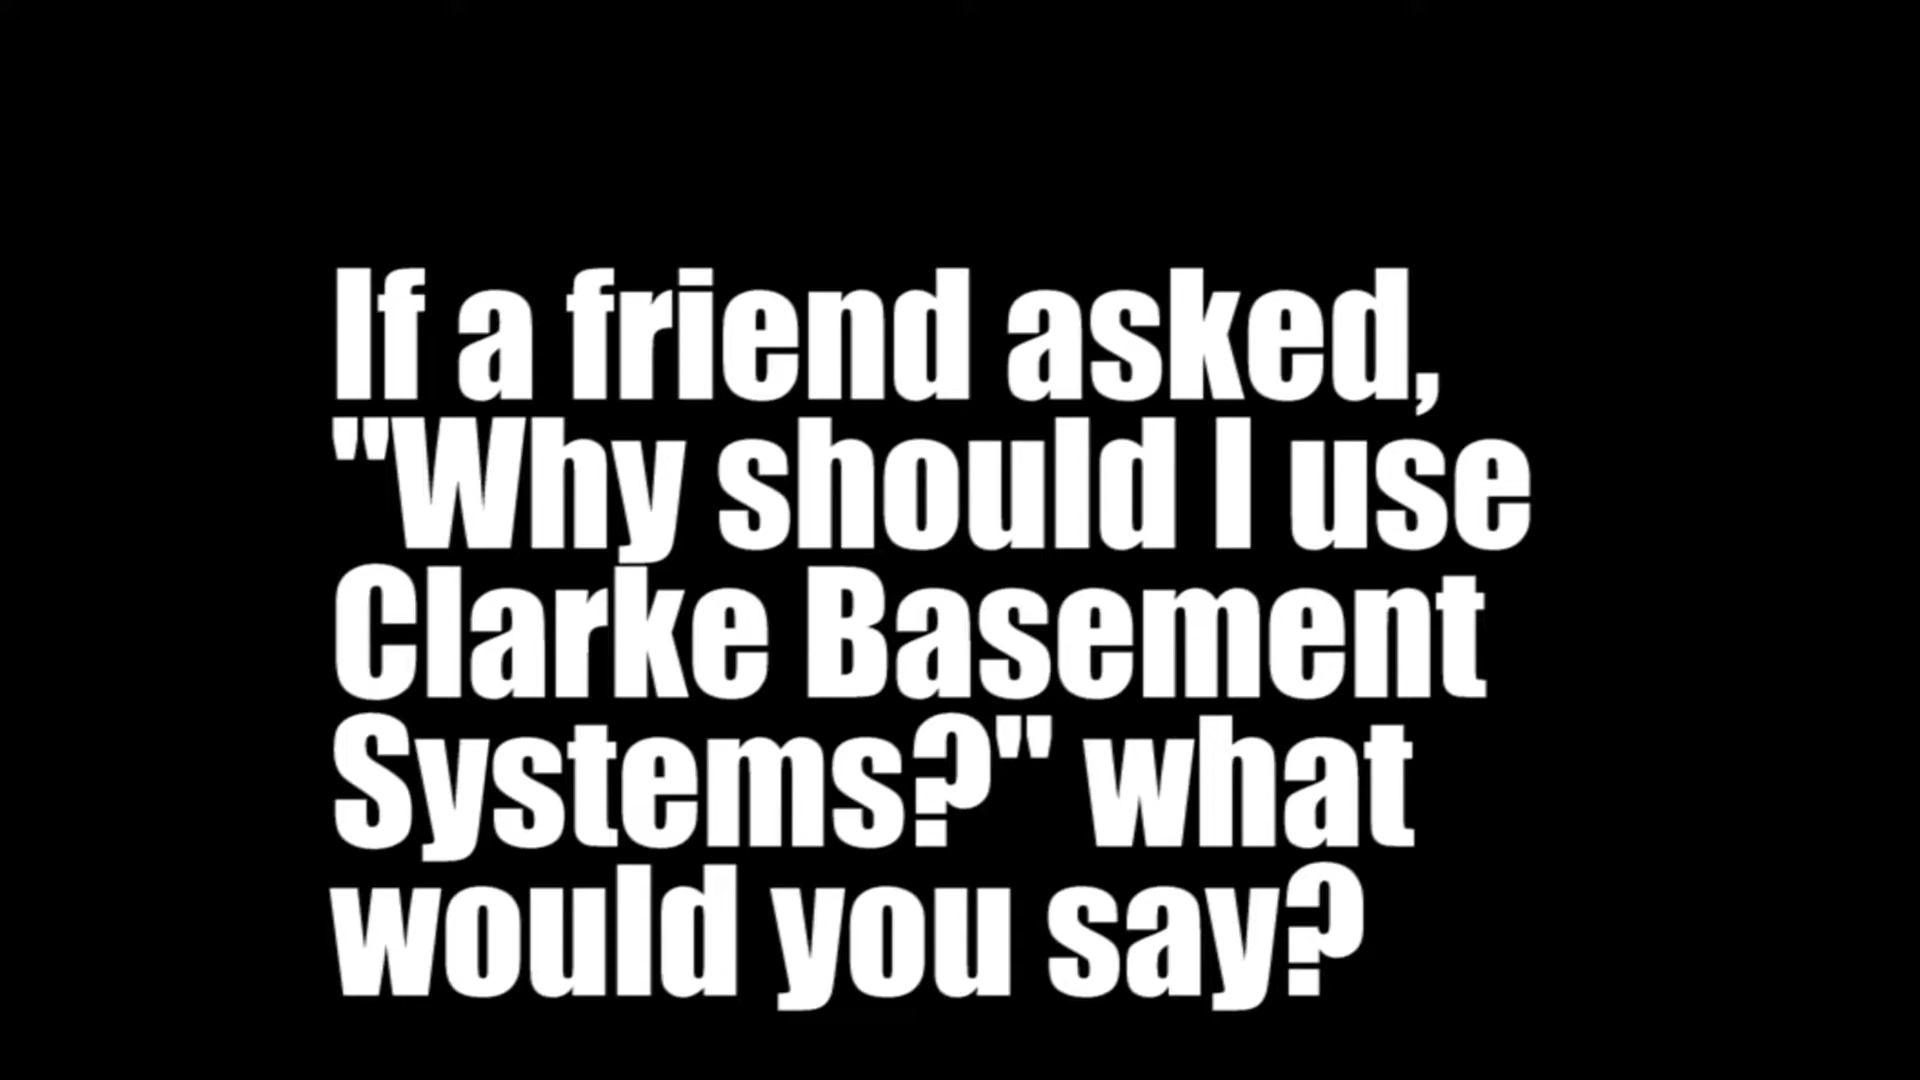 If a friend asked,
"Why should I use
Clarke Basement
Systems?" what
would you say?